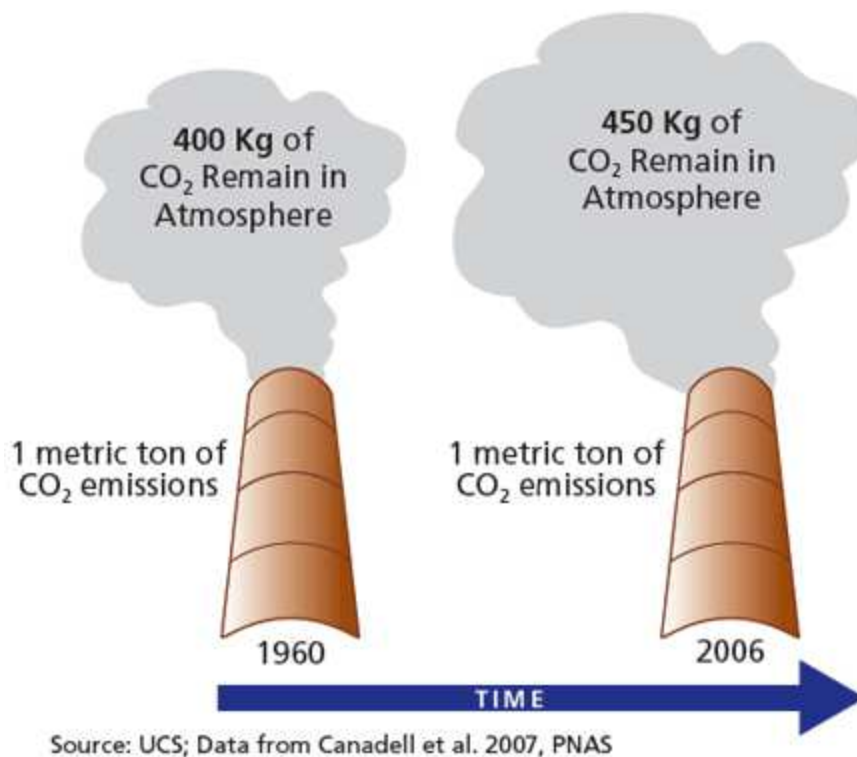 400 Kg of
CO₂ Remain in
Atmosphere
450 Kg of
CO₂ Remain in
Atmosphere
1 metric ton of
CO₂ emissions
1 metric ton of
CO₂ emissions
1960
2006
TIME
Source: UCS; Data from Canadell et al. 2007, PNAS